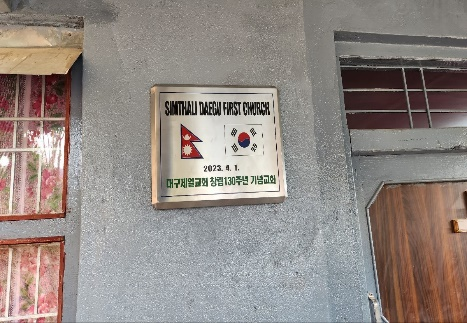 SIMTHALI DAEGU FIRST CHURCH
2023. 4. 1.
대구제일교회 창립130주년 기념교회